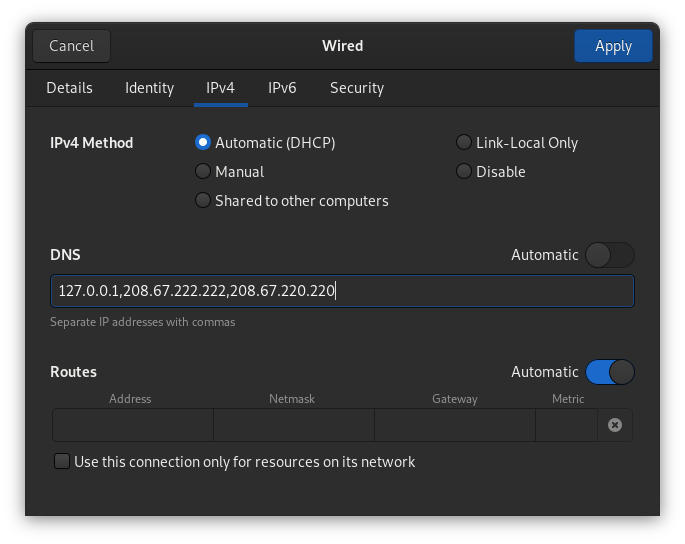 Cancel Wired Apply
Details Identity IPv4 IPv6 Security
IPv4 Method Automatic (DHCP) Link-Local Only
Manual Disable
Shared to other computers
DNS Automatic
127.0.0.1,208.67.222.222,208.67.220.220
Separate IP addresses with commas
Routes Automatic
Address Netmask Gateway Metric
Use this connection only for resources on its network